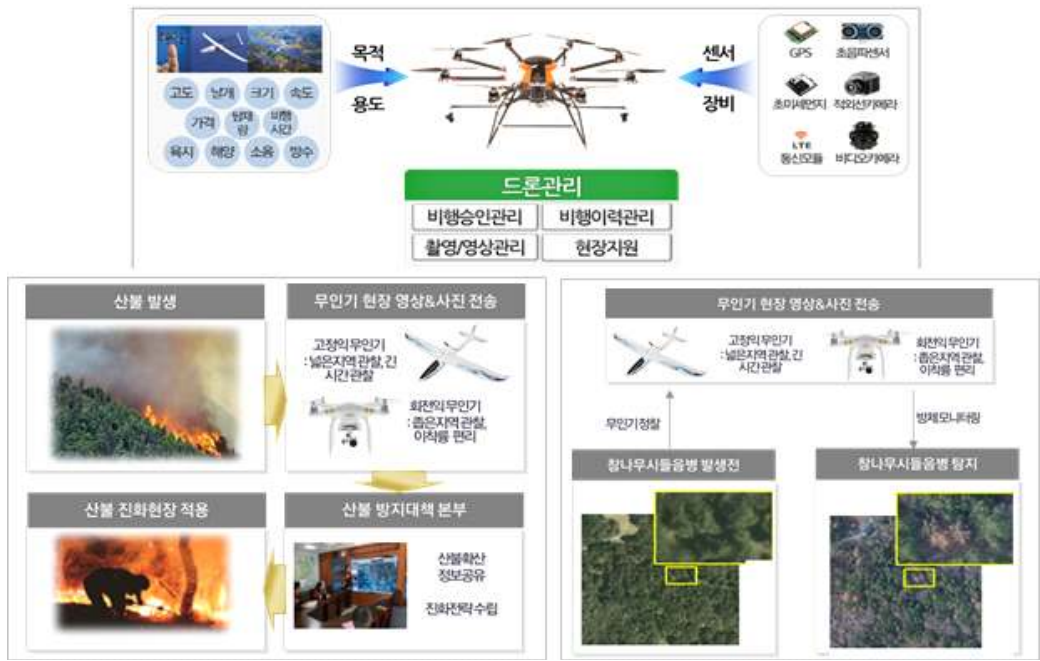 목적
용도
고도 날개 크기 속도
가격 탑재량 비행시간
육지 해양 소음 방수
센서
장비
GPS 초음파센서
초미세먼지 적외선카메라
LTE
통신모듈 비디오카메라
드론관리
비행승인관리 비행이력관리
촬영/영상관리 현장지원
산불 발생
무인기 현장 영상&사진 전송
고정익무인기
: 넓은지역 관찰, 긴
시간 관찰
회전익무인기
: 좁은지역 관찰,
이착륙 편리
산불 진화현장 적용
산불 방지대책 본부
산불확산
정보공유
진화전략 수립
무인기 현장 영상&사진 전송
고정익무인기
: 넓은지역 관찰, 긴
시간 관찰
회전익무인기
: 좁은지역 관찰,
이착륙 편리
무인기 정찰
방제 모니터링
참나무시들음병 발생전
참나무시들음병 탐지